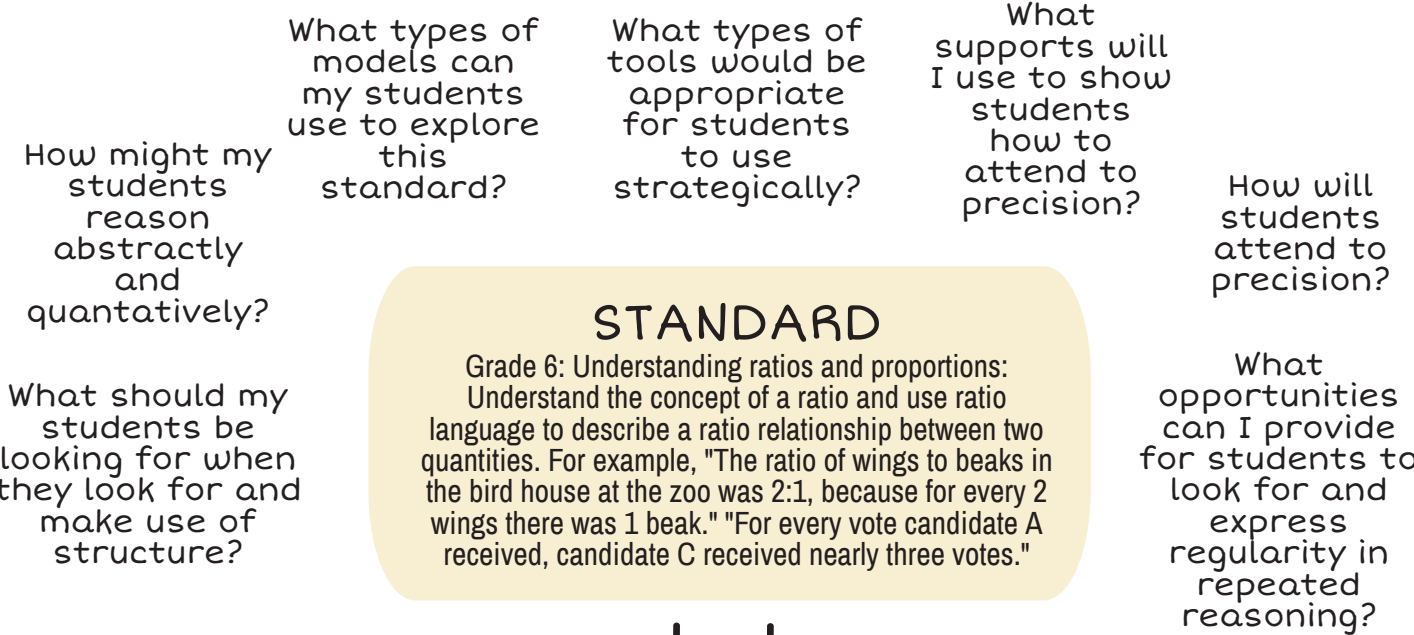 What types of
models can
my students
use to explore
this
standard?
What types of
tools would be
appropriate
for students
to use
strategically?
What
supports will
I use to show
students
how to
attend to
precision?
How might my
students
reason
abstractly
and
quantatively?
How will
students
attend to
precision?
What should my
students be
looking for when
they look for and
make use of
structure?
STANDARD
Grade 6: Understanding ratios and proportions:
Understand the concept of a ratio and use ratio
language to describe a ratio relationship between two
quantities. For example, "The ratio of wings to beaks in
the bird house at the zoo was 2:1, because for every 2
wings there was 1 beak." "For every vote candidate A
received, candidate C received nearly three votes."
What
opportunities
can I provide
for students to
look for and
express
regularity in
repeated
reasoning?